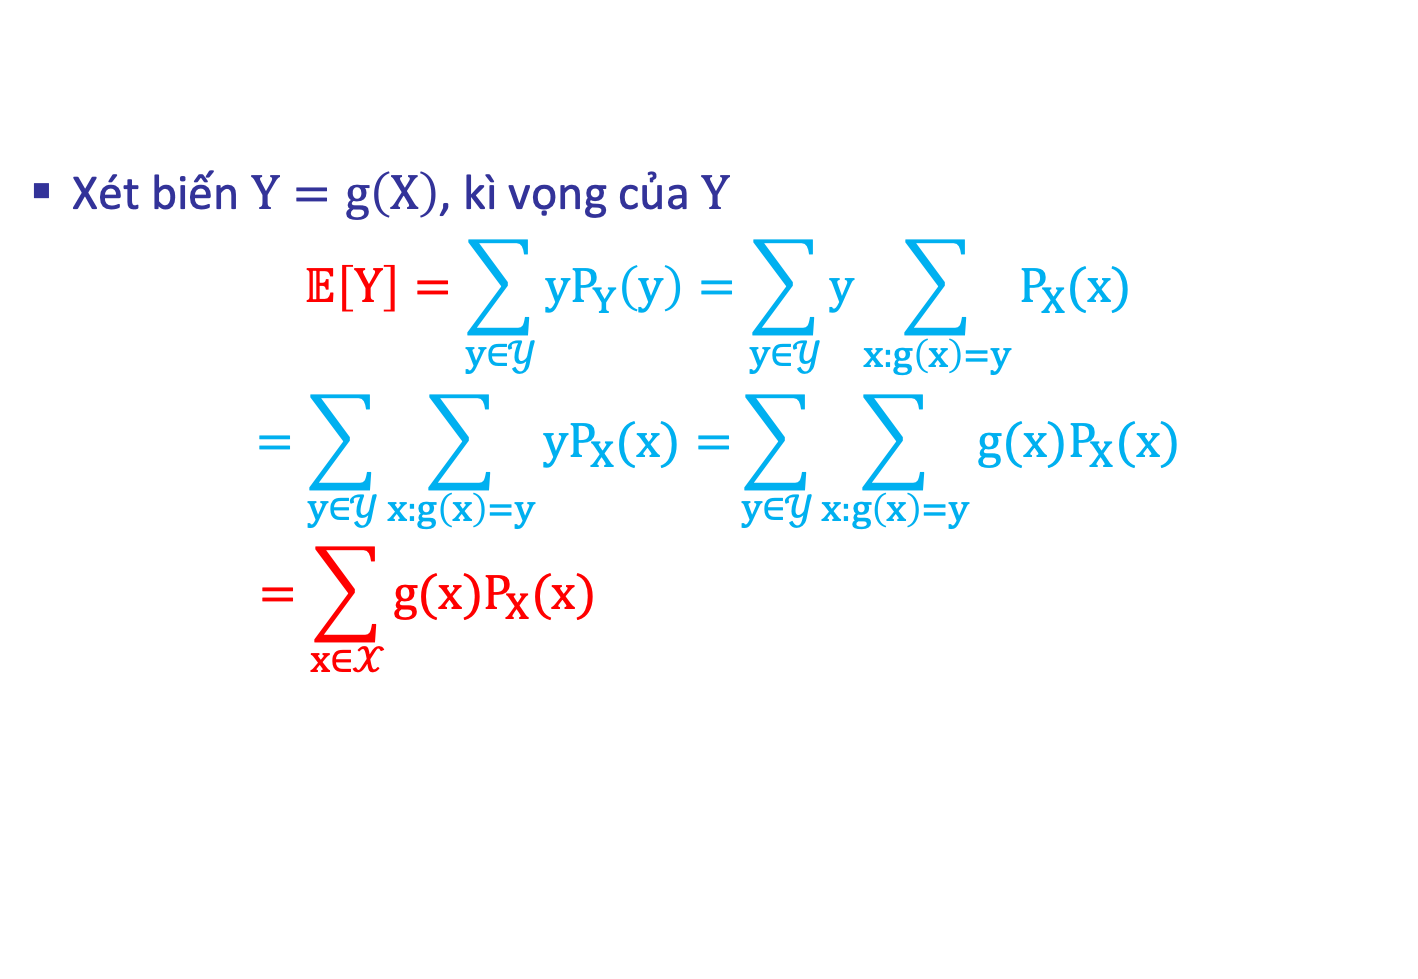 ▪ Xét biến Y = g(X), kì vọng của Y
𝔼[Y] = ∑_{y∈𝒴} yP_Y(y) = ∑_{y∈𝒴} y ∑_{x:g(x)=y} P_X(x)
= ∑_{y∈𝒴} ∑_{x:g(x)=y} yP_X(x) = ∑_{y∈𝒴} ∑_{x:g(x)=y} g(x)P_X(x)
= ∑_{x∈𝒳} g(x)P_X(x)